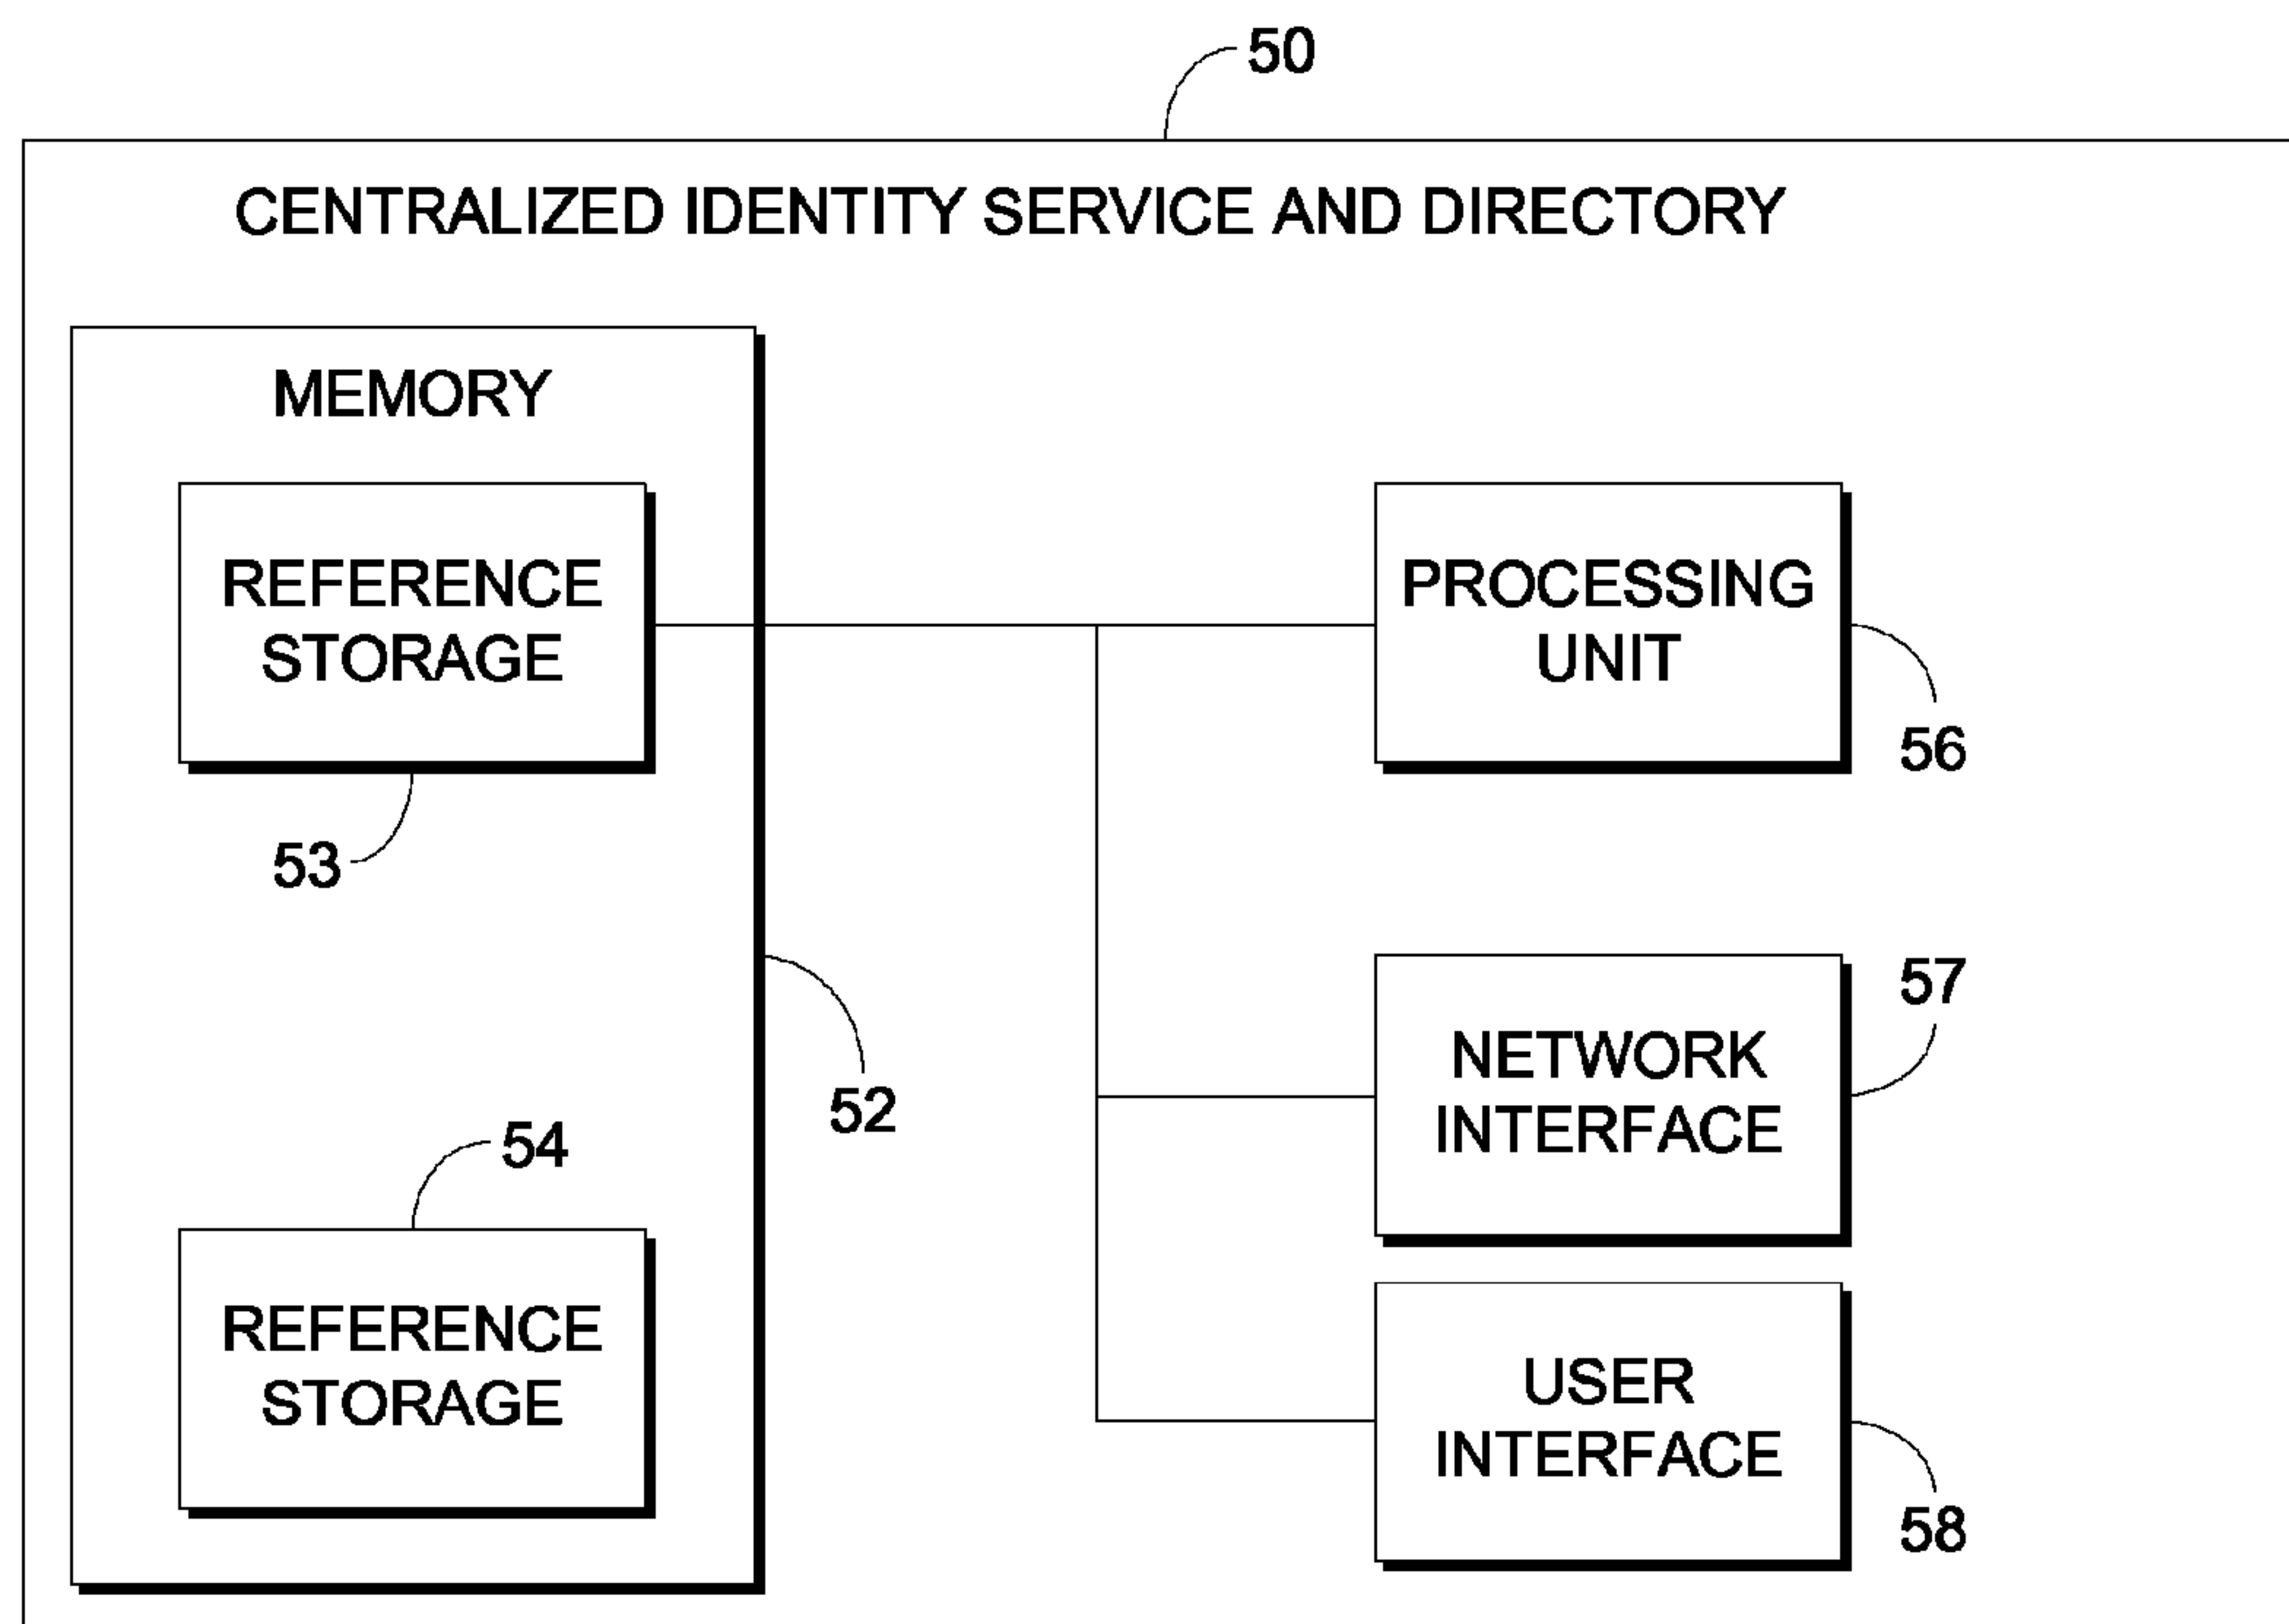 50
CENTRALIZED IDENTITY SERVICE AND DIRECTORY
MEMORY
REFERENCE
STORAGE
53
54
REFERENCE
STORAGE
52
PROCESSING
UNIT
56
57
NETWORK
INTERFACE
USER
INTERFACE
58